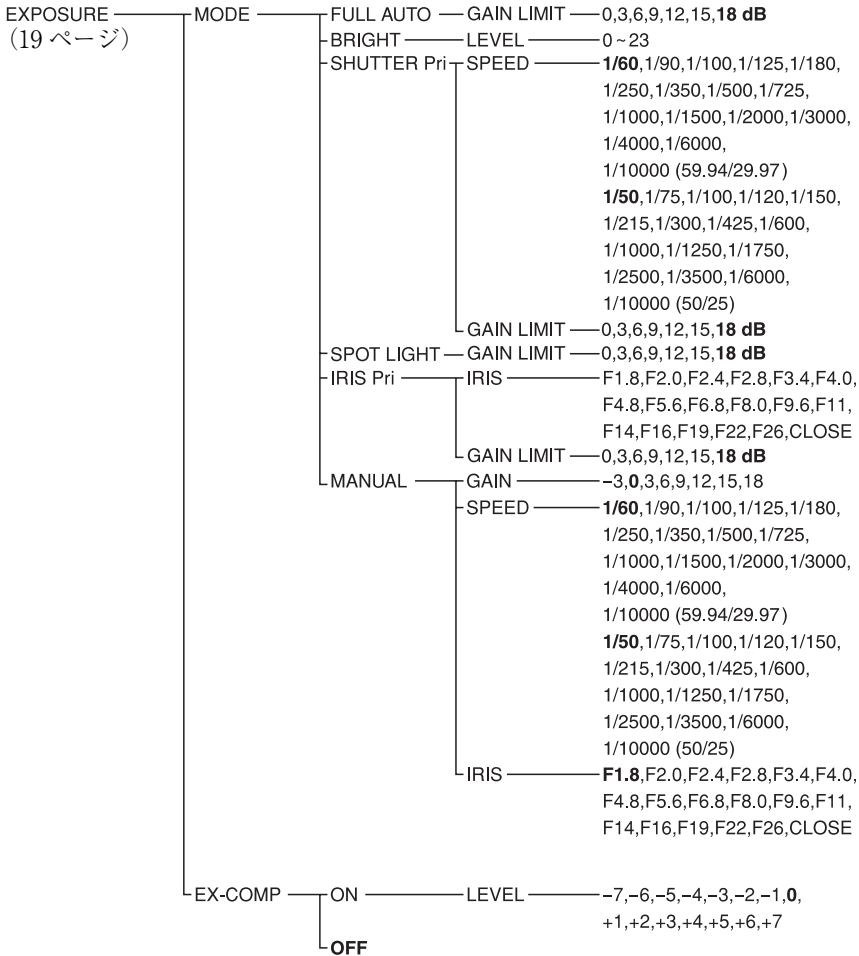 EXPOSURE MODE FULL AUTO GAIN LIMIT 0,3,6,9,12,15,18 dB
(19 ページ) BRIGHT LEVEL 0~23
SHUTTER Pri SPEED 1/60,1/90,1/100,1/125,1/180,
1/250,1/350,1/500,1/725,
1/1000,1/1500,1/2000,1/3000,
1/4000,1/6000,
1/10000 (59.94/29.97)
1/50,1/75,1/100,1/120,1/150,
1/215,1/300,1/425,1/600,
1/1000,1/1250,1/1750,
1/2500,1/3500,1/6000,
1/10000 (50/25)
GAIN LIMIT 0,3,6,9,12,15,18 dB
SPOT LIGHT GAIN LIMIT 0,3,6,9,12,15,18 dB
IRIS Pri IRIS F1.8,F2.0,F2.4,F2.8,F3.4,F4.0,
F4.8,F5.6,F6.8,F8.0,F9.6,F11,
F14,F16,F19,F22,F26,CLOSE
GAIN LIMIT 0,3,6,9,12,15,18 dB
MANUAL GAIN −3,0,3,6,9,12,15,18
SPEED 1/60,1/90,1/100,1/125,1/180,
1/250,1/350,1/500,1/725,
1/1000,1/1500,1/2000,1/3000,
1/4000,1/6000,
1/10000 (59.94/29.97)
1/50,1/75,1/100,1/120,1/150,
1/215,1/300,1/425,1/600,
1/1000,1/1250,1/1750,
1/2500,1/3500,1/6000,
1/10000 (50/25)
IRIS F1.8,F2.0,F2.4,F2.8,F3.4,F4.0,
F4.8,F5.6,F6.8,F8.0,F9.6,F11,
F14,F16,F19,F22,F26,CLOSE
EX-COMP ON LEVEL −7,−6,−5,−4,−3,−2,−1,0,
+1,+2,+3,+4,+5,+6,+7
OFF